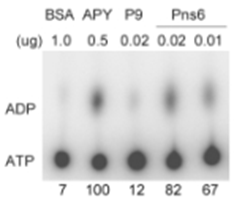 BSA APY P9 Pns6
(ug) 1.0 0.5 0.02 0.02 0.01
ADP
ATP
7 100 12 82 67